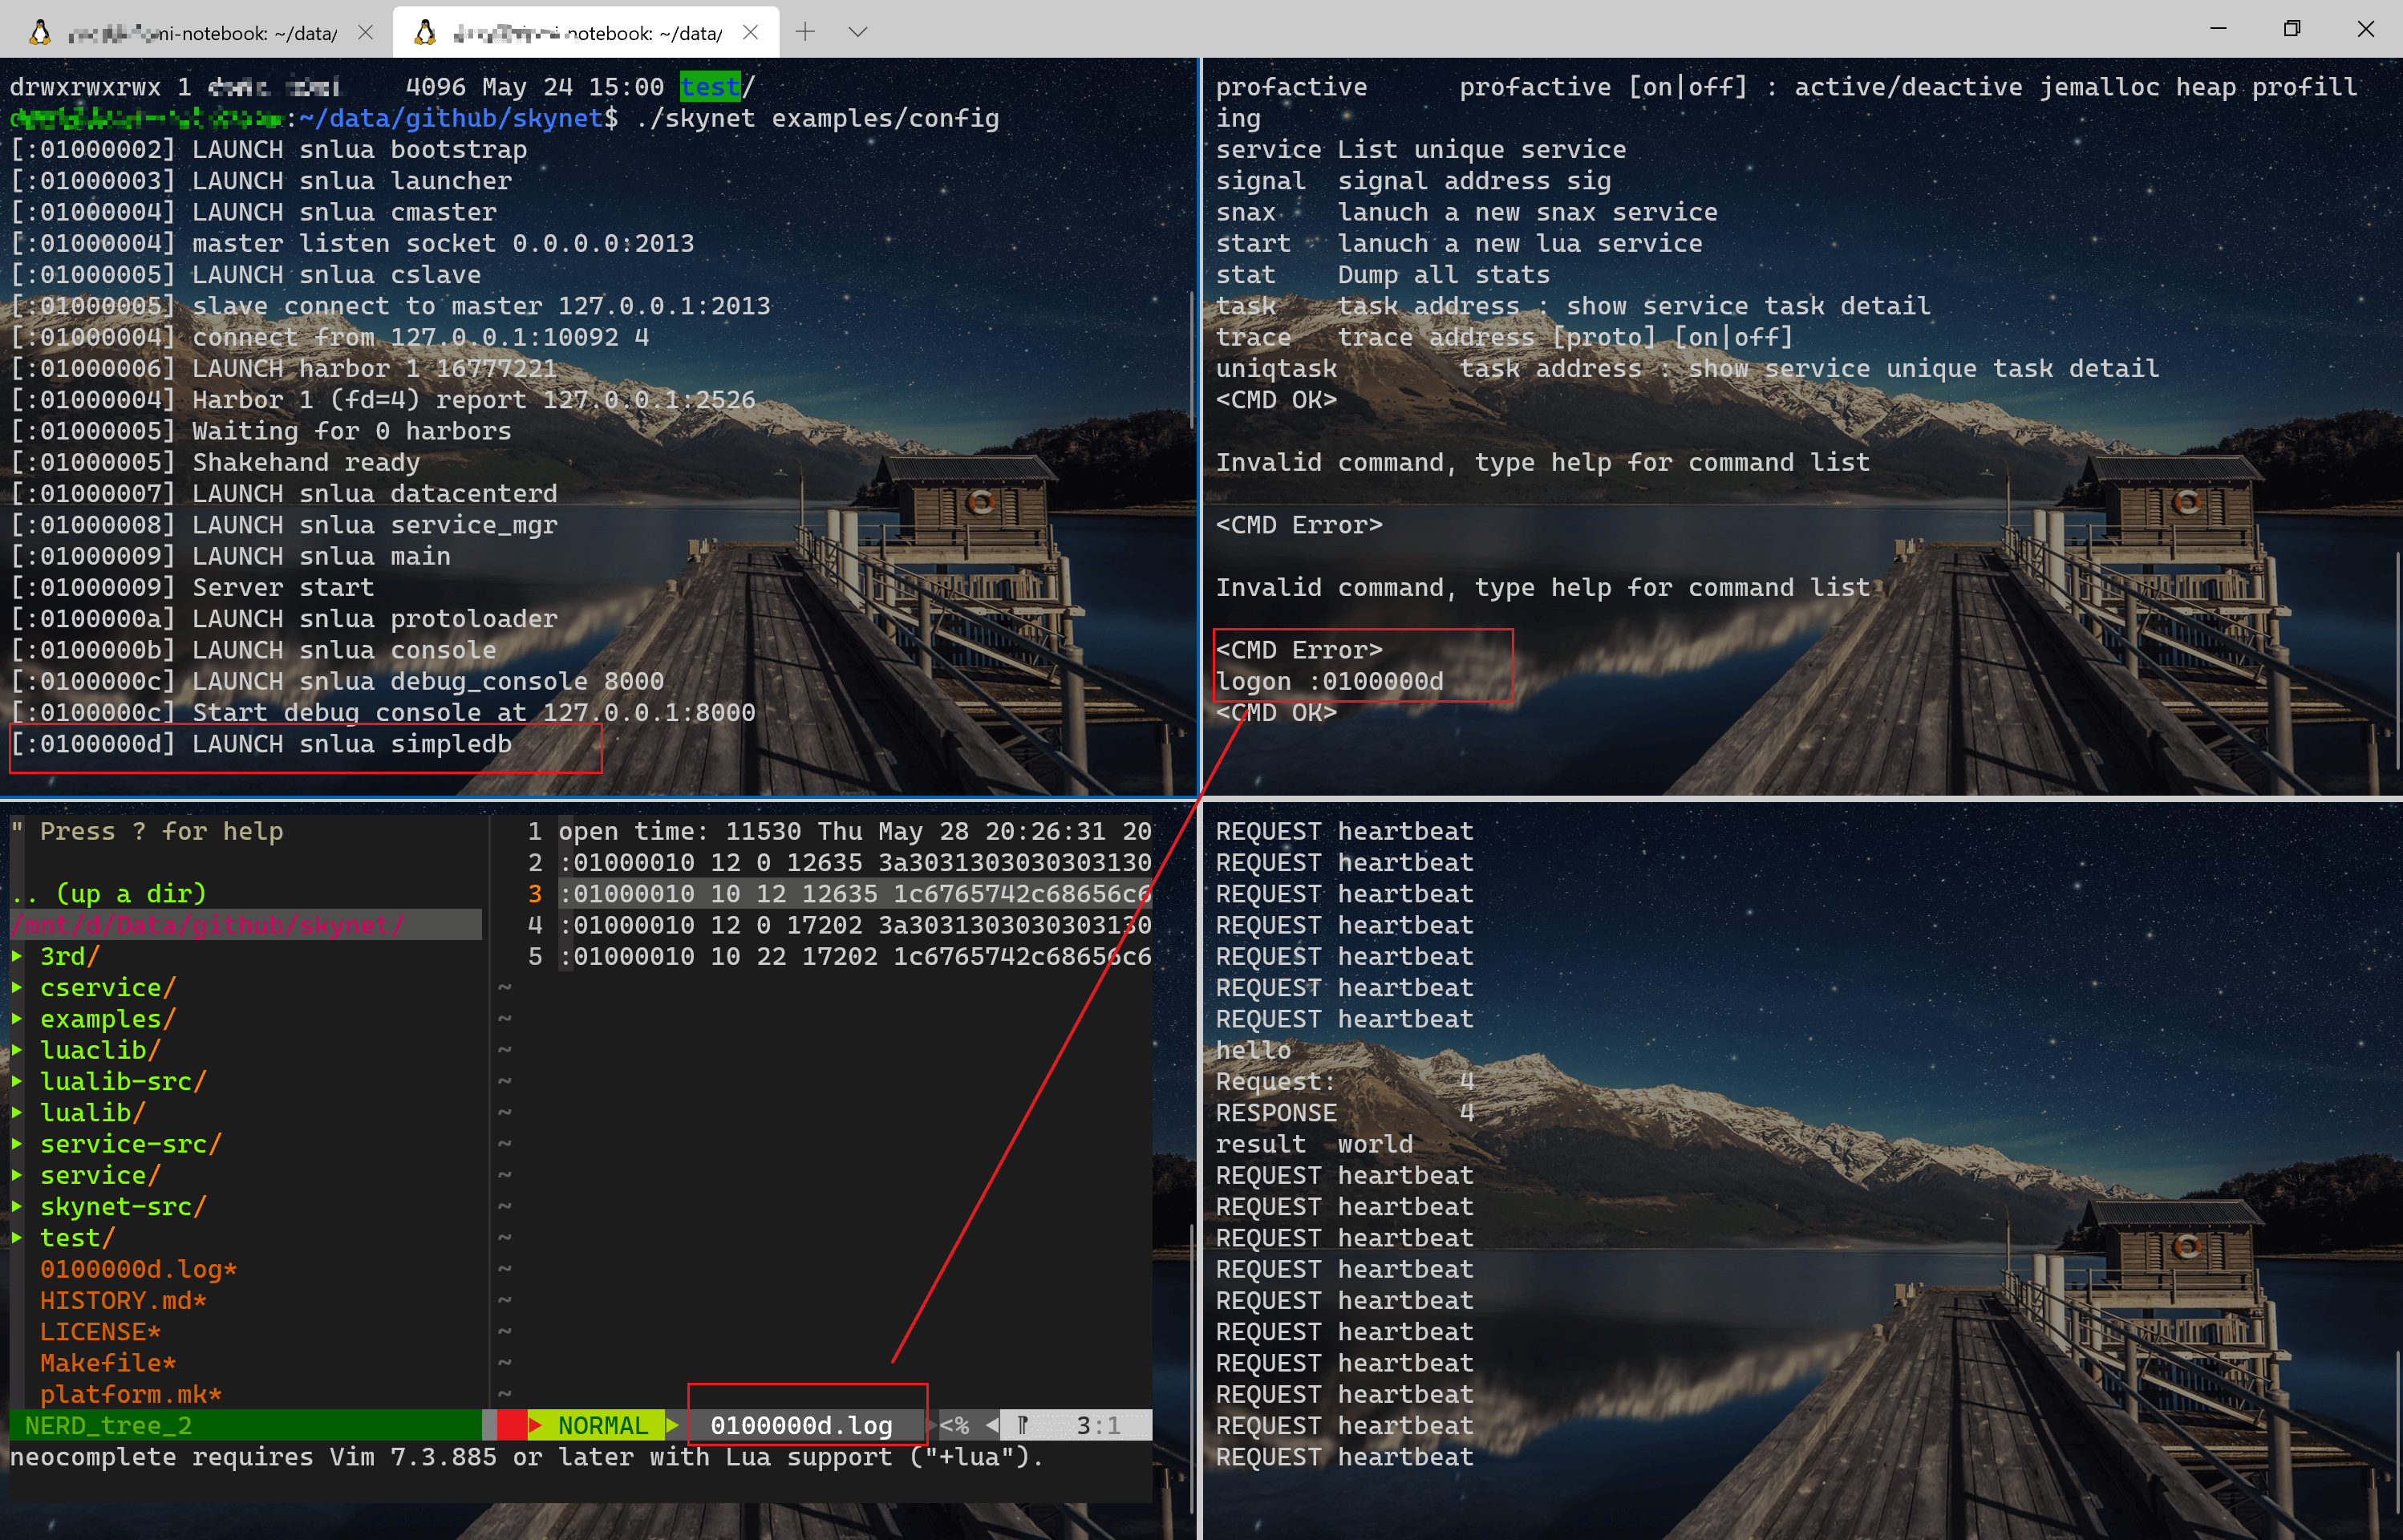 mi-notebook: ~/data/
notebook: ~/data/
drwxrwxrwx 1 4096 May 24 15:00 test/
:~/data/github/skynet$ ./skynet examples/config
[:01000002] LAUNCH snlua bootstrap
[:01000003] LAUNCH snlua launcher
[:01000004] LAUNCH snlua cmaster
[:01000004] master listen socket 0.0.0.0:2013
[:01000005] LAUNCH snlua cslave
[:01000005] slave connect to master 127.0.0.1:2013
[:01000004] connect from 127.0.0.1:10092 4
[:01000006] LAUNCH harbor 1 16777221
[:01000004] Harbor 1 (fd=4) report 127.0.0.1:2526
[:01000005] Waiting for 0 harbors
[:01000005] Shakehand ready
[:01000007] LAUNCH snlua datacenterd
[:01000008] LAUNCH snlua service_mgr
[:01000009] LAUNCH snlua main
[:01000009] Server start
[:0100000a] LAUNCH snlua protoloader
[:0100000b] LAUNCH snlua console
[:0100000c] LAUNCH snlua debug_console 8000
[:0100000c] Start debug console at 127.0.0.1:8000
[:0100000d] LAUNCH snlua simpledb
profactive profactive [on|off] : active/deactive jemalloc heap profill
ing
service List unique service
signal signal address sig
snax lanuch a new snax service
start lanuch a new lua service
stat Dump all stats
task task address : show service task detail
trace trace address [proto] [on|off]
uniqtask task address : show service unique task detail
<CMD OK>
Invalid command, type help for command list
<CMD Error>
Invalid command, type help for command list
<CMD Error>
logon :0100000d
<CMD OK>
" Press ? for help
.. (up a dir)
/mnt/d/Data/github/skynet/
3rd/
cservice/
examples/
luaclib/
lualib-src/
lualib/
service-src/
service/
skynet-src/
test/
0100000d.log*
HISTORY.md*
LICENSE*
Makefile*
platform.mk*
NERD_tree_2
1 open time: 11530 Thu May 28 20:26:31 20
2 :01000010 12 0 12635 3a3031303030303130
3 :01000010 10 12 12635 1c6765742c68656c6
4 :01000010 12 0 17202 3a3031303030303130
5 :01000010 10 22 17202 1c6765742c68656c6
~
~
~
~
~
~
~
~
~
~
~
~
~
~
NORMAL 0100000d.log <% 3:1
neocomplete requires Vim 7.3.885 or later with Lua support ("+lua").
REQUEST heartbeat
REQUEST heartbeat
REQUEST heartbeat
REQUEST heartbeat
REQUEST heartbeat
REQUEST heartbeat
REQUEST heartbeat
hello
Request: 4
RESPONSE 4
result world
REQUEST heartbeat
REQUEST heartbeat
REQUEST heartbeat
REQUEST heartbeat
REQUEST heartbeat
REQUEST heartbeat
REQUEST heartbeat
REQUEST heartbeat
REQUEST heartbeat
REQUEST heartbeat